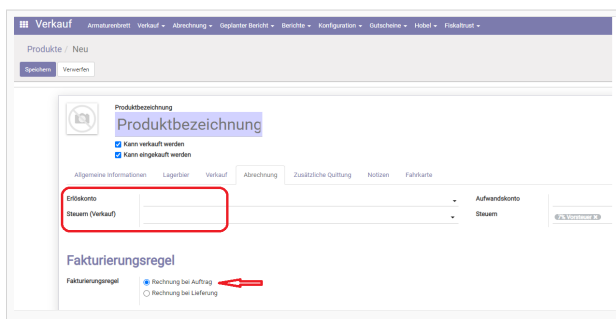 Verkauf Armaturenbrett Verkauf Abrechnung Geplanter Bericht Berichte Konfiguration Gutscheine Hobel Fiskaltrust
Produkte / Neu
Speichern Verwerfen
Produktbezeichnung
Produktbezeichnung
Kann verkauft werden
Kann eingekauft werden
Allgemeine Informationen Lagerbier Verkauf Abrechnung Zusätzliche Quittung Notizen Fahrkarte
Erlöskonto Aufwandskonto
Steuern (Verkauf) Steuern
Fakturierungsregel
Fakturierungsregel Rechnung bei Auftrag
Rechnung bei Lieferung